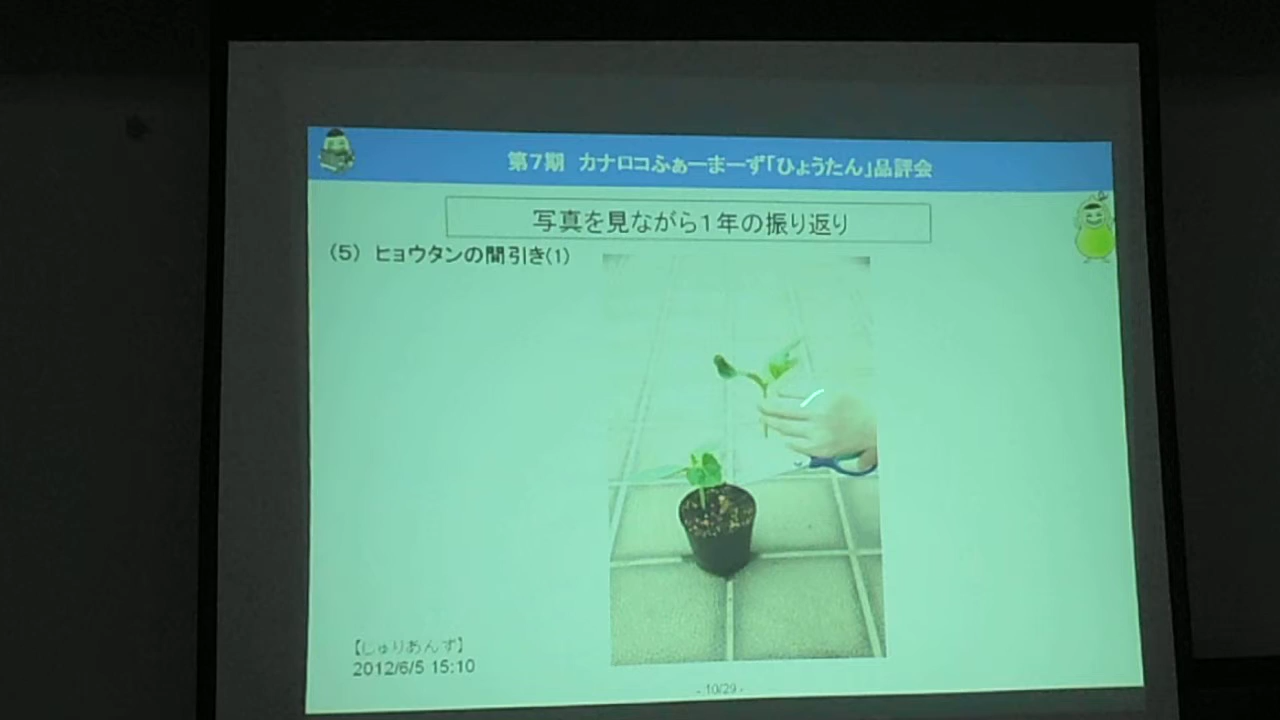 第7期 カナロコふぁーまーず「ひょうたん」品評会
写真を見ながら1年の振り返り
(5) ヒョウタンの間引き(1)
【じゅりあんず】
2012/6/5 15:10
- 10/29 -